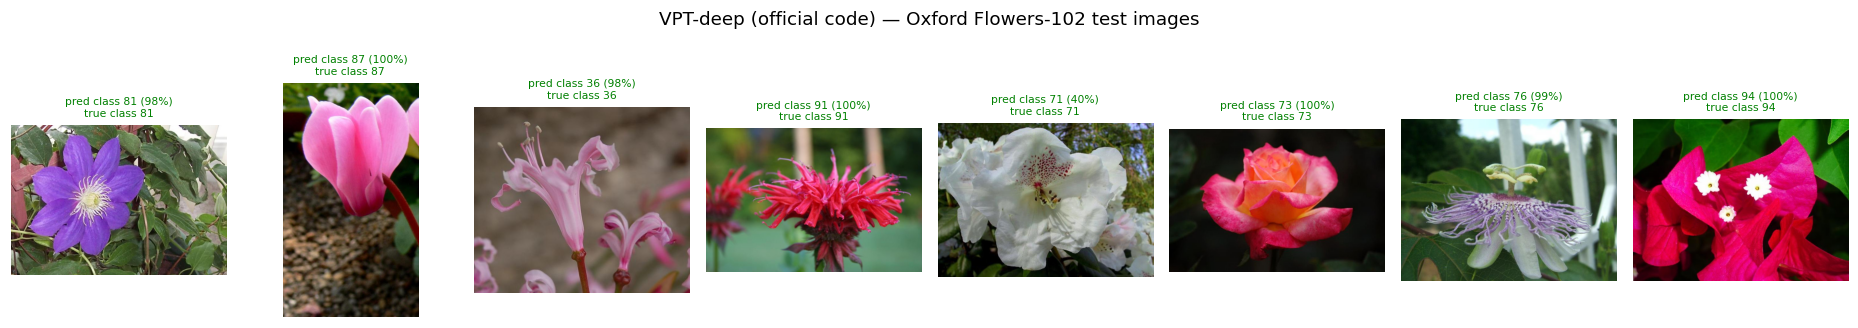 VPT-deep (official code) — Oxford Flowers-102 test images
pred class 81 (98%)
true class 81
pred class 87 (100%)
true class 87
pred class 36 (98%)
true class 36
pred class 91 (100%)
true class 91
pred class 71 (40%)
true class 71
pred class 73 (100%)
true class 73
pred class 76 (99%)
true class 76
pred class 94 (100%)
true class 94